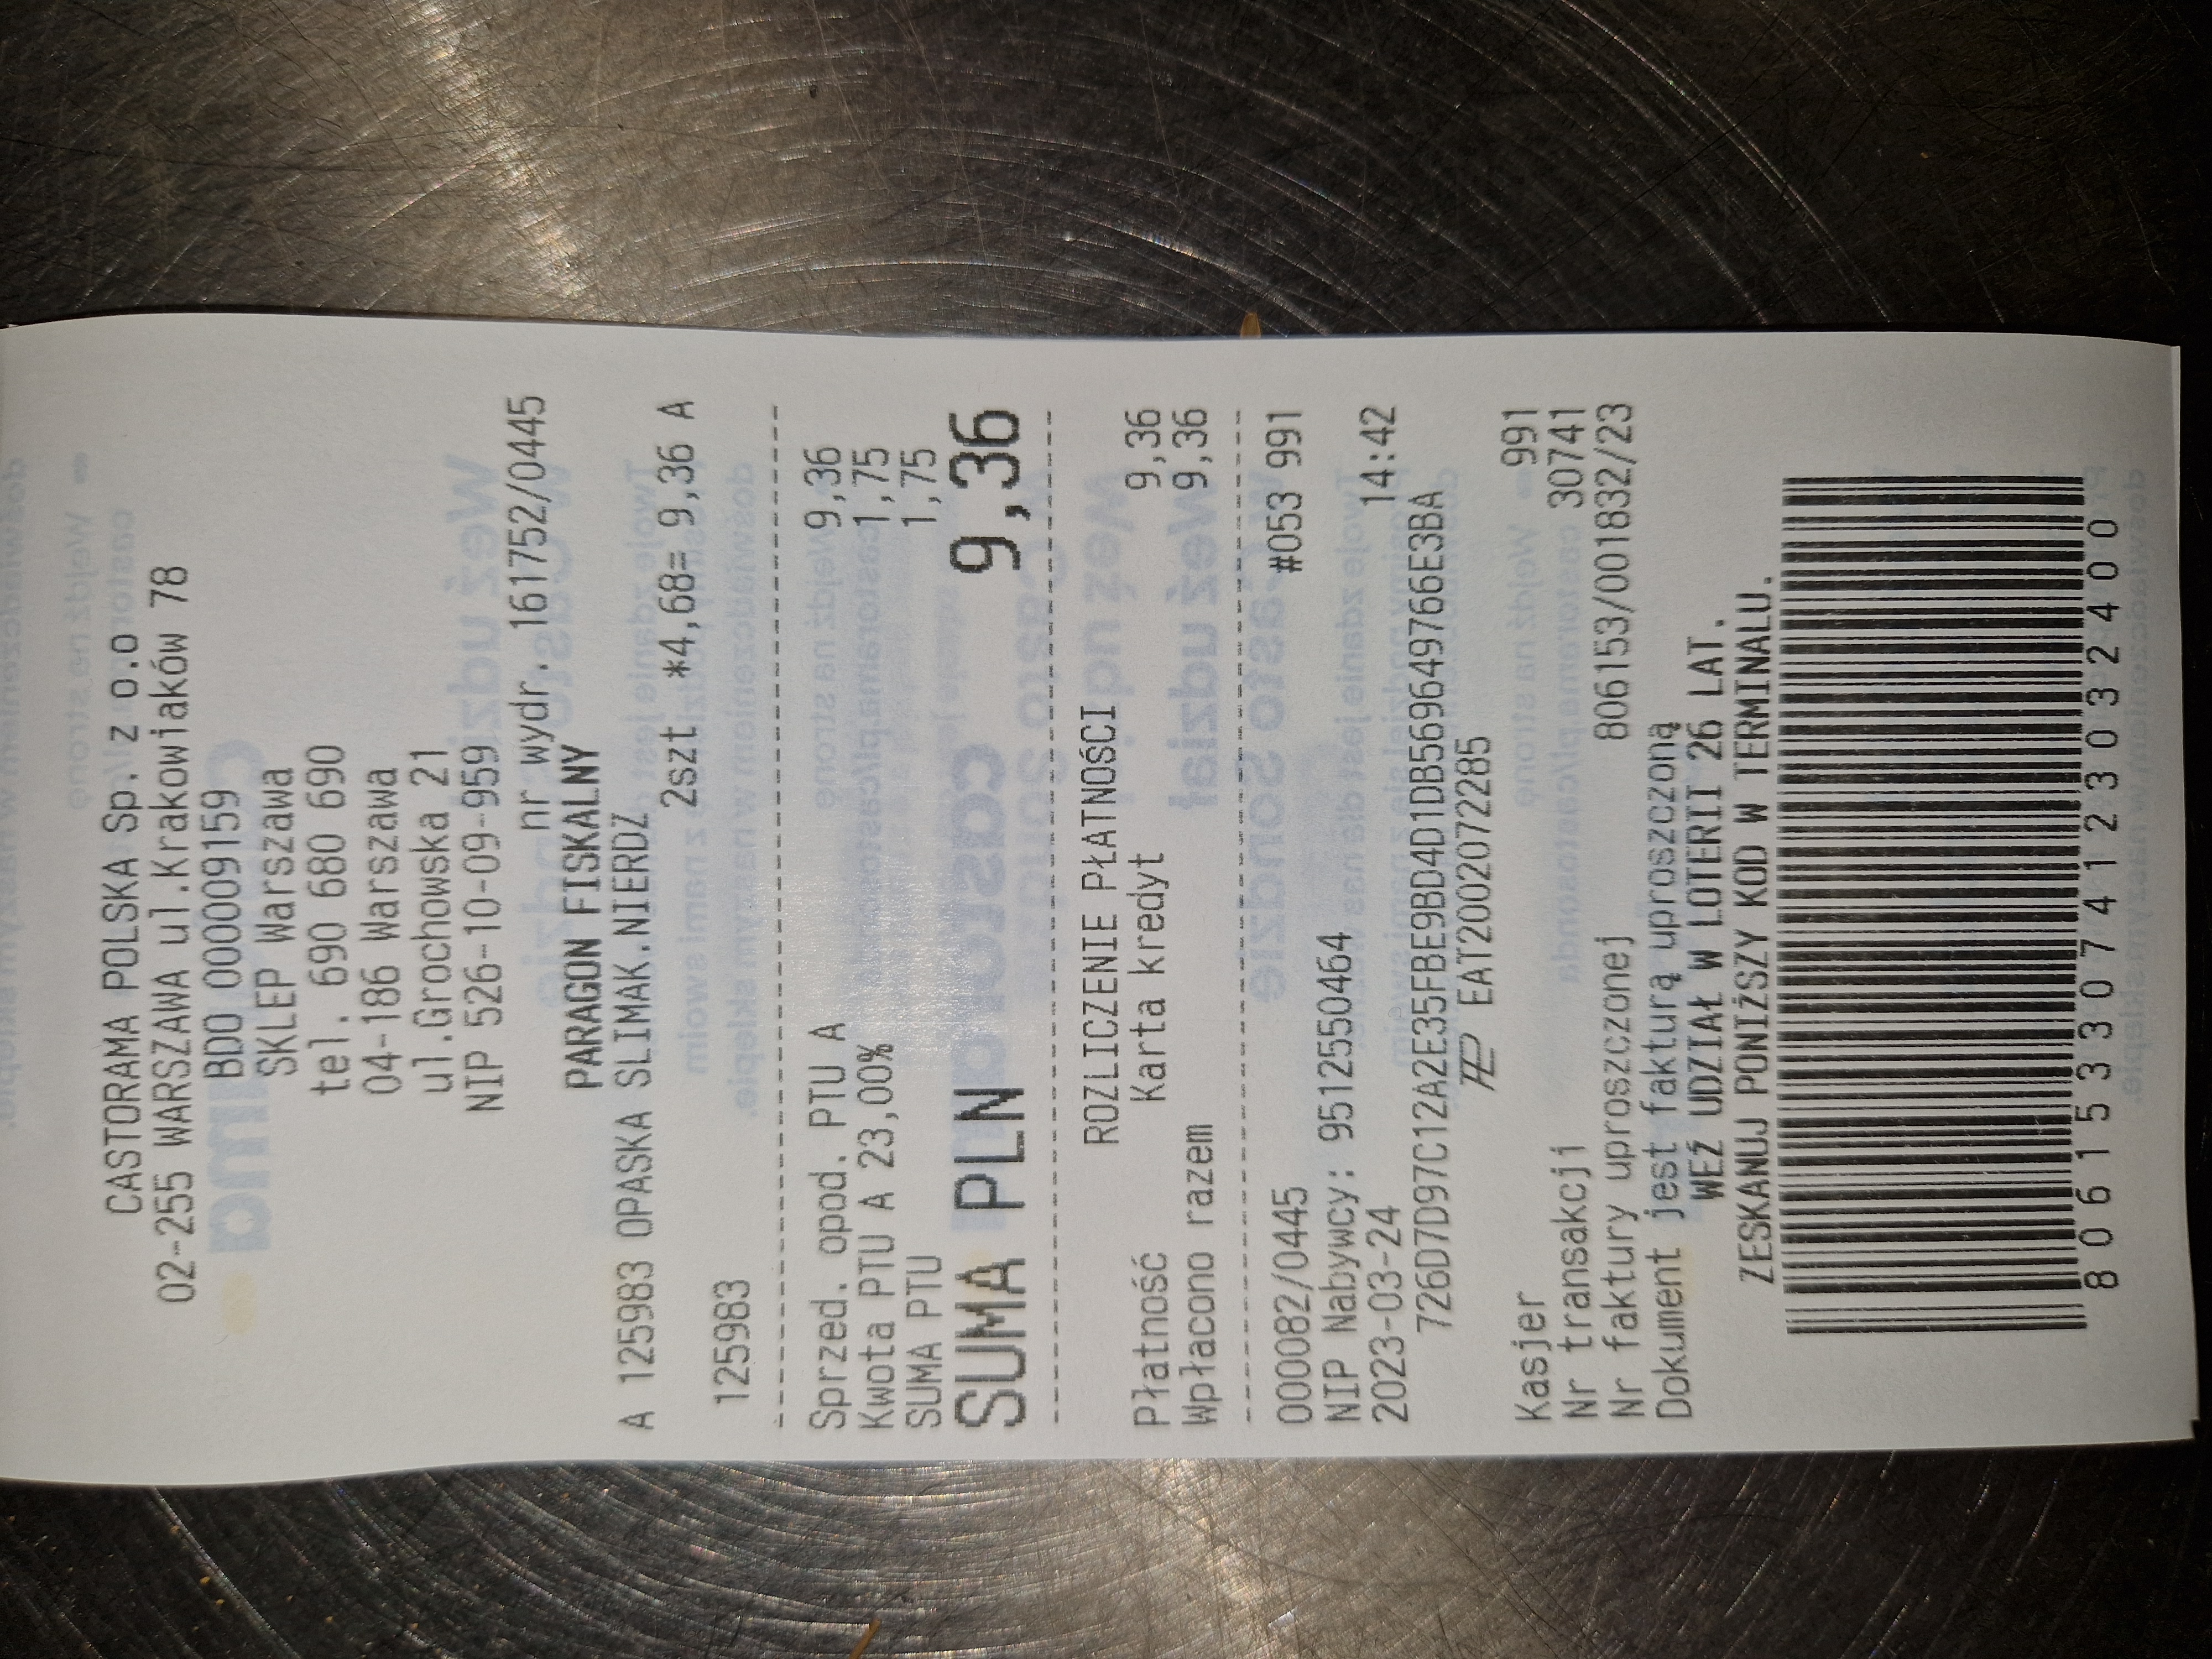 CASTORAMA POLSKA Sp. z o.o
02-255 WARSZAWA ul.Krakowiaków 78
BDO 000009159
SKLEP Warszawa
tel. 690 680 690
04-186 Warszawa
ul.Grochowska 21
NIP 526-10-09-959
nr wydr. 161752/0445
PARAGON FISKALNY
A 125983 OPASKA SLIMAK.NIERDZ
2szt *4,68= 9,36 A
125983
Sprzed. opod. PTU A 9,36
Kwota PTU A 23,00% 1,75
SUMA PTU 1,75
SUMA PLN 9,36
ROZLICZENIE PŁATNOŚCI
Płatność Karta kredyt 9,36
Wpłacono razem 9,36
000082/0445 #053 991
NIP Nabywcy: 9512550464
2023-03-24 14:42
726D7D97C12A2E35FBE9BD4D1DB569649766E3BA
EAT2002072285
Kasjer 991
Nr transakcji 30741
Nr faktury uproszczonej 806153/001832/23
Dokument jest fakturą uproszczoną
WEŹ UDZIAŁ W LOTERII 26 LAT.
ZESKANUJ PONIŻSZY KOD W TERMINALU.
8061533074123032400